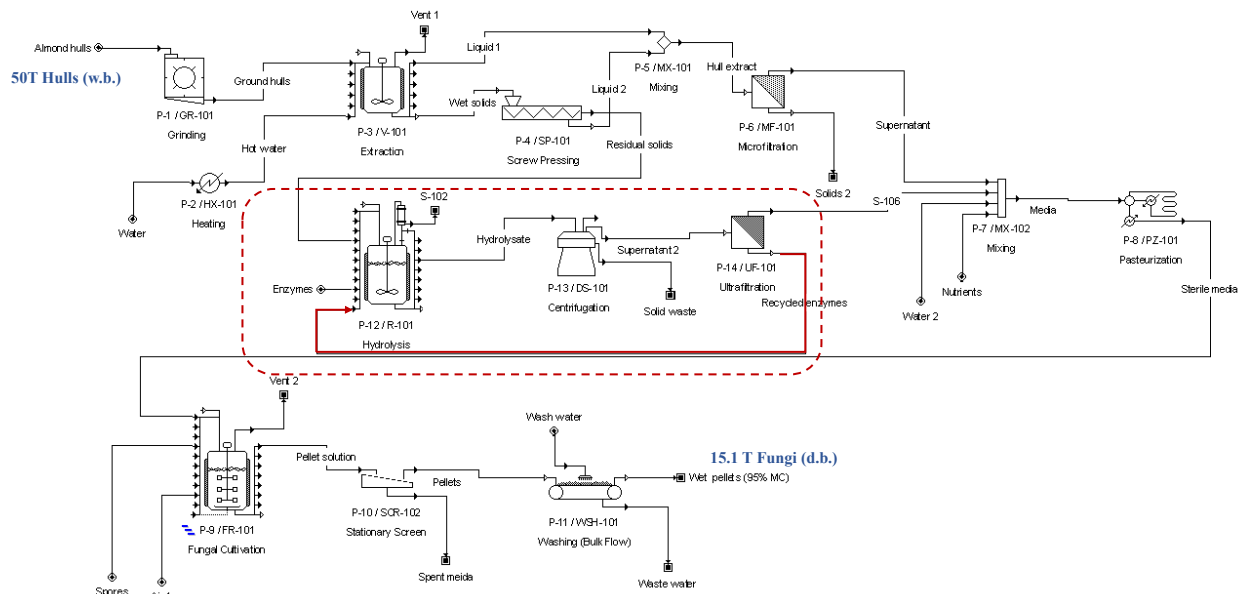 Vent 1
Almond hulls
50T Hulls (w.b.)
Liquid 1
Ground hulls
P-5 / MX-101
Mixing
Hull extract
Liquid 2
Wet solids
P-1 / GR-101
Grinding
P-3 / V-101
Extraction
P-4 / SP-101
Screw Pressing
Residual solids
P-6 / MF-101
Microfiltration
Supernatant
Hot water
Solids 2
P-2 / HX-101
Heating
Water
S-102
S-106
Media
P-7 / MX-102
Mixing
P-8 / PZ-101
Pasteurization
Hydrolysate
Supernatant 2
P-14 / UF-101
Ultrafiltration
Recycled enzymes
Enzymes
P-13 / DS-101
Centrifugation
Solid waste
Nutrients
Water 2
Sterile media
P-12 / R-101
Hydrolysis
Vent 2
Wash water
15.1 T Fungi (d.b.)
Pellet solution
Pellets
Wet pellets (95% MC)
P-9 / FR-101
Fungal Cultivation
P-10 / SCR-102
Stationary Screen
P-11 / WSH-101
Washing (Bulk Flow)
Spent meida
Waste water
Spores